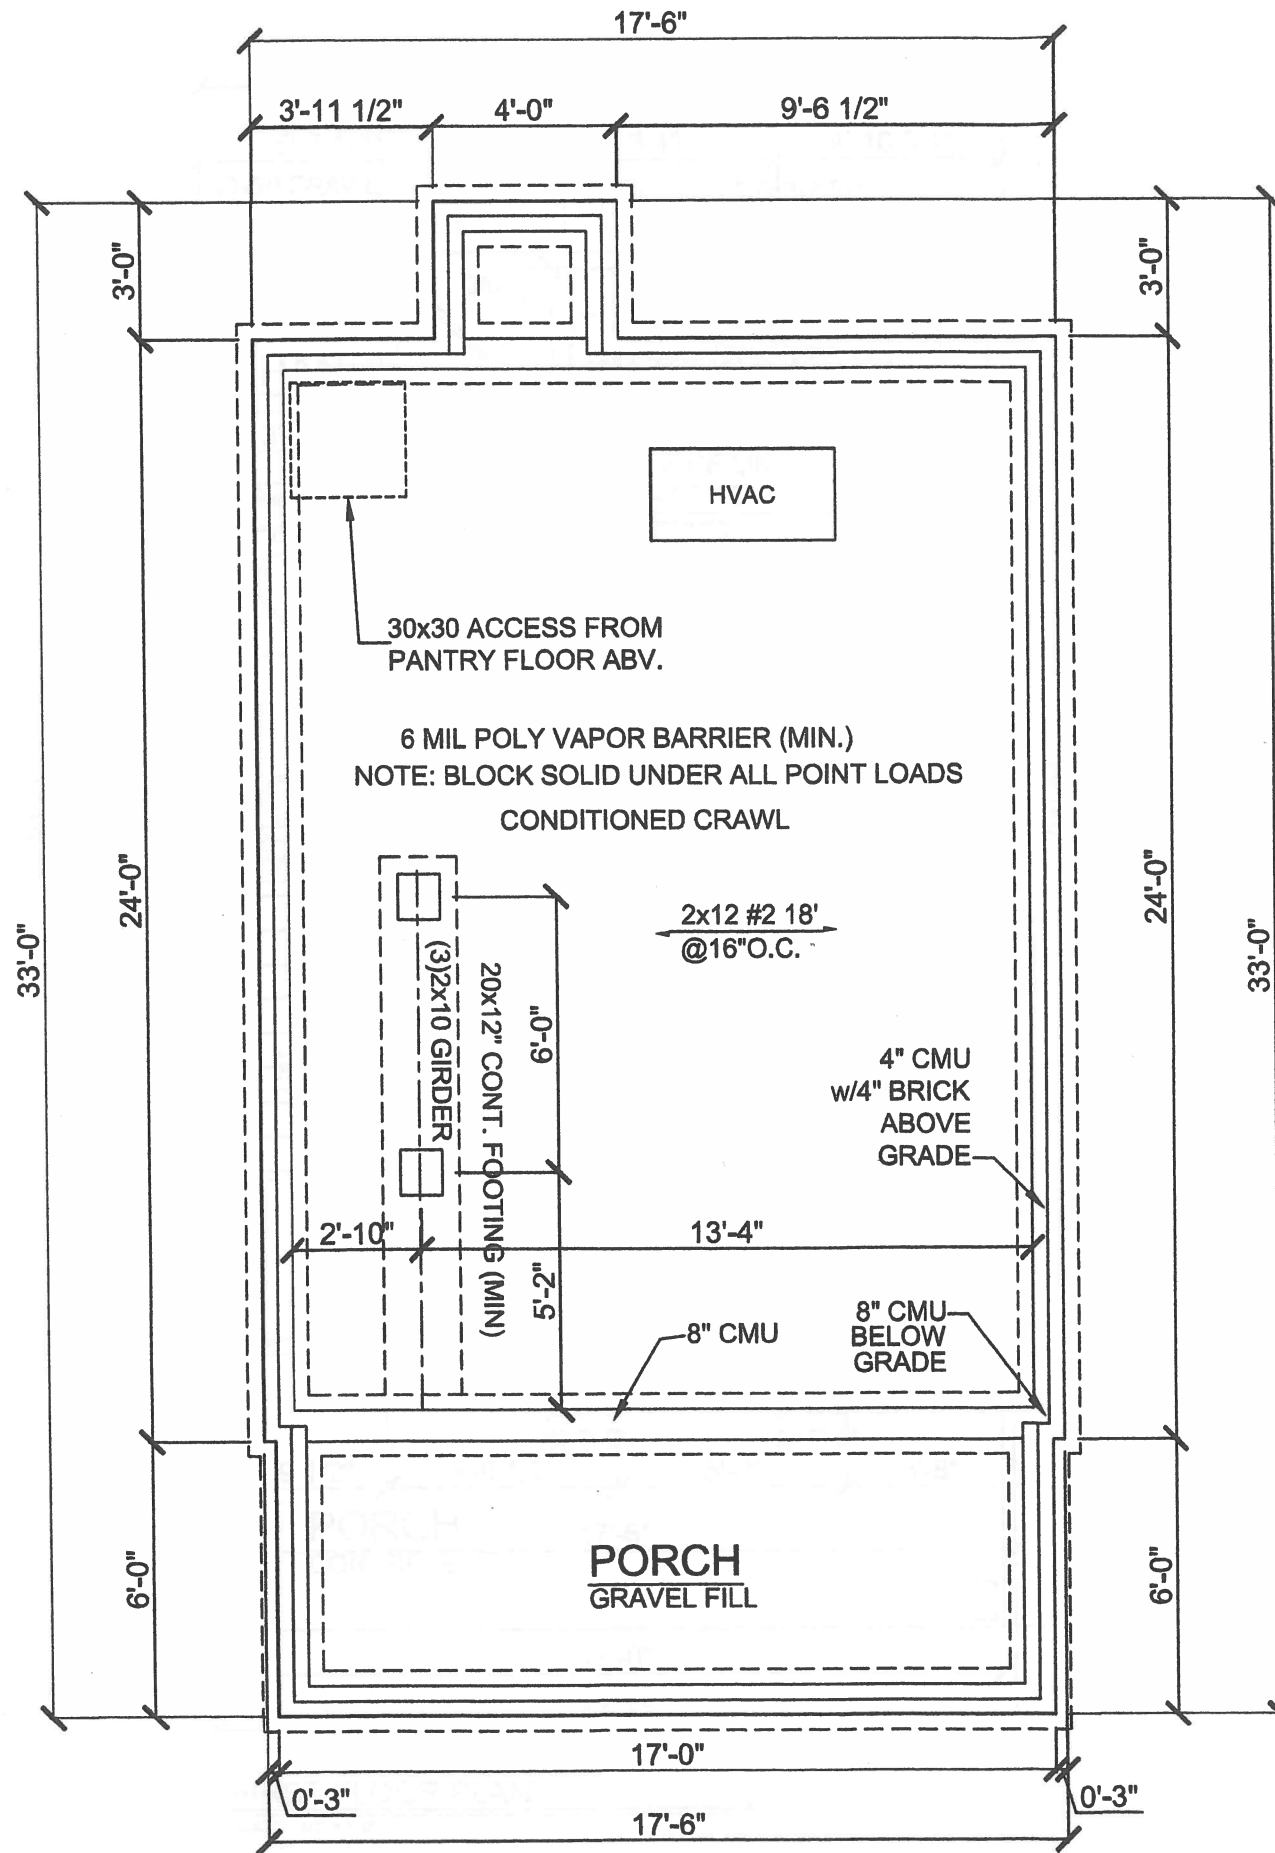 17'-6"
3'-11 1/2"
4'-0"
9'-6 1/2"
3'-0"
3'-0"
HVAC
30x30 ACCESS FROM
PANTRY FLOOR ABV.
6 MIL POLY VAPOR BARRIER (MIN.)
NOTE: BLOCK SOLID UNDER ALL POINT LOADS
CONDITIONED CRAWL
24'-0"
24'-0"
33'-0"
33'-0"
2x12 #2 18'
@16"O.C.
(3)2x10 GIRDER
20x12" CONT. FOOTING (MIN)
6'-0"
4" CMU
w/4" BRICK
ABOVE
GRADE
2'-10"
13'-4"
5'-2"
8" CMU
8" CMU
BELOW
GRADE
6'-0"
6'-0"
PORCH
GRAVEL FILL
17'-0"
0'-3"
0'-3"
17'-6"